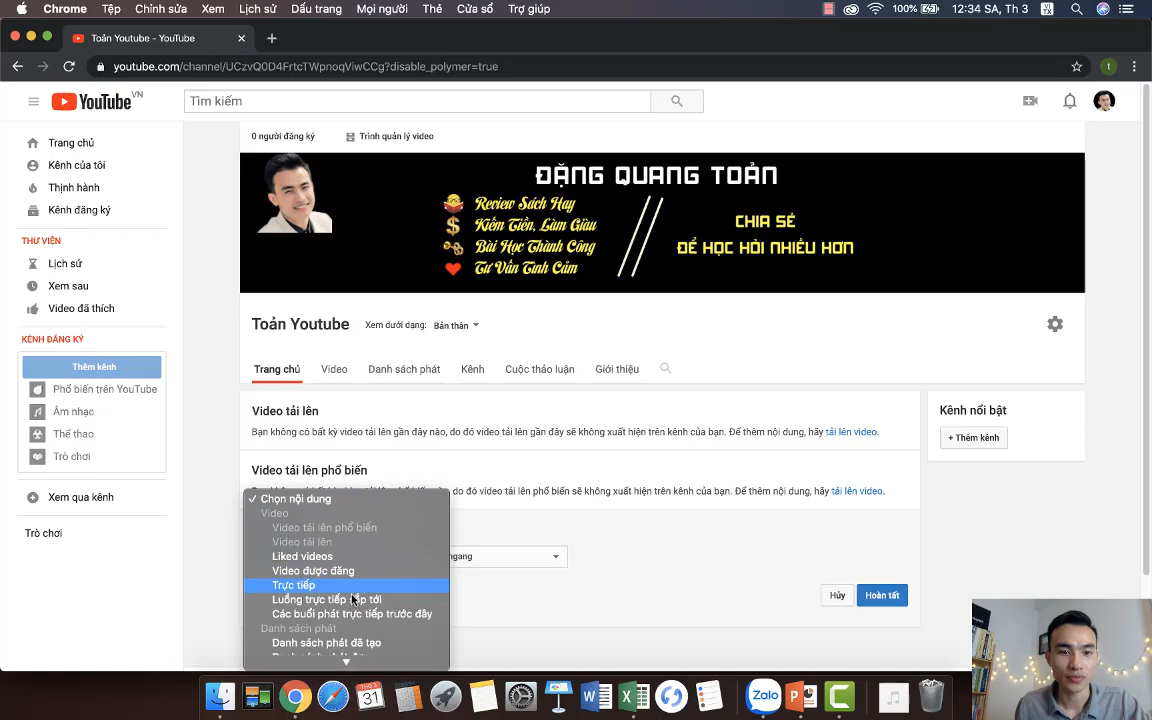 Chrome Tệp Chỉnh sửa Xem Lịch sử Dấu trang Mọi người Thẻ Cửa sổ Trợ giúp 100% 12:34 SA, Th 3 VI TX
Toản Youtube - YouTube
youtube.com/channel/UCzvQ0D4FrtcTWpnoqViwCCg?disable_polymer=true t
YouTube VN Tìm kiếm
0 người đăng ký Trình quản lý video
Trang chủ
Kênh của tôi
Thịnh hành
Kênh đăng ký
THƯ VIỆN
Lịch sử
Xem sau
Video đã thích
KÊNH ĐĂNG KÝ
Thêm kênh
Phổ biến trên YouTube
Âm nhạc
Thể thao
Trò chơi
Xem qua kênh
Trò chơi
ĐẶNG QUANG TOẢN
Review Sách Hay
Kiếm Tiền, Làm Giàu
Bài Học Thành Công
Tư Vấn Tình Cảm
CHIA SẺ
ĐỂ HỌC HỎI NHIỀU HƠN
Toản Youtube Xem dưới dạng: Bản thân
Trang chủ Video Danh sách phát Kênh Cuộc thảo luận Giới thiệu
Video tải lên
Bạn không có bất kỳ video tải lên gần đây nào, do đó video tải lên gần đây sẽ không xuất hiện trên kênh của bạn. Để thêm nội dung, hãy tải lên video.
Kênh nổi bật
+ Thêm kênh
Video tải lên phổ biến
do đó video tải lên phổ biến sẽ không xuất hiện trên kênh của bạn. Để thêm nội dung, hãy tải lên video.
Chọn nội dung
Video
Video tải lên phổ biến
Video tải lên
Liked videos
Video được đăng
Trực tiếp
Luồng trực tiếp tới
Các buổi phát trực tiếp trước đây
Danh sách phát
Danh sách phát đã tạo
ngang
Hủy Hoàn tất
JUL 31
Zalo